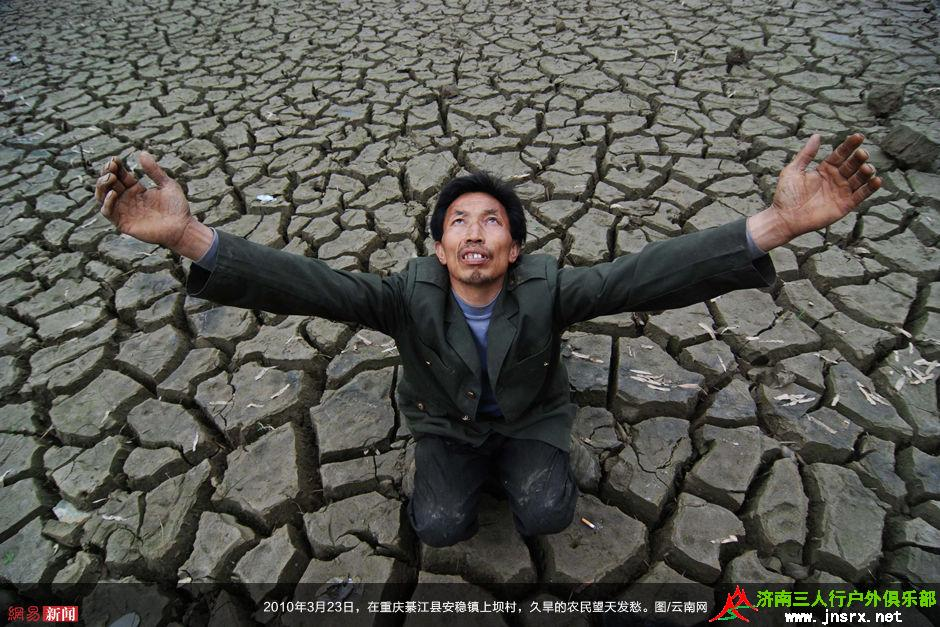 网易 新闻
2010年3月23日，在重庆綦江县安稳镇上坝村，久旱的农民望天发愁。图/云南网
济南三人行户外俱乐部
www.jnsrx.net